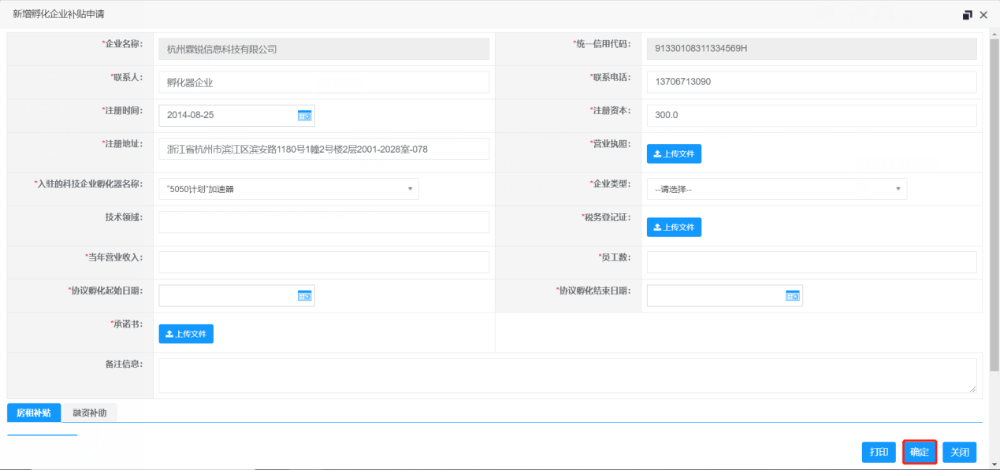 新增孵化企业补贴申请
*企业名称: 杭州霖锐信息科技有限公司 *统一信用代码: 91330108311334569H
*联系人: 孵化器企业 *联系电话: 13706713090
*注册时间: 2014-08-25 *注册资本: 300.0
*注册地址: 浙江省杭州市滨江区滨安路1180号1幢2号楼2层2001-2028室-078 *营业执照: 上传文件
*入驻的科技企业孵化器名称: “5050计划”加速器 *企业类型: --请选择--
技术领域: *税务登记证: 上传文件
*当年营业收入: *员工数:
*协议孵化起始日期: *协议孵化结束日期:
*承诺书: 上传文件
备注信息:
房租补贴 融资补助
打印 确定 关闭